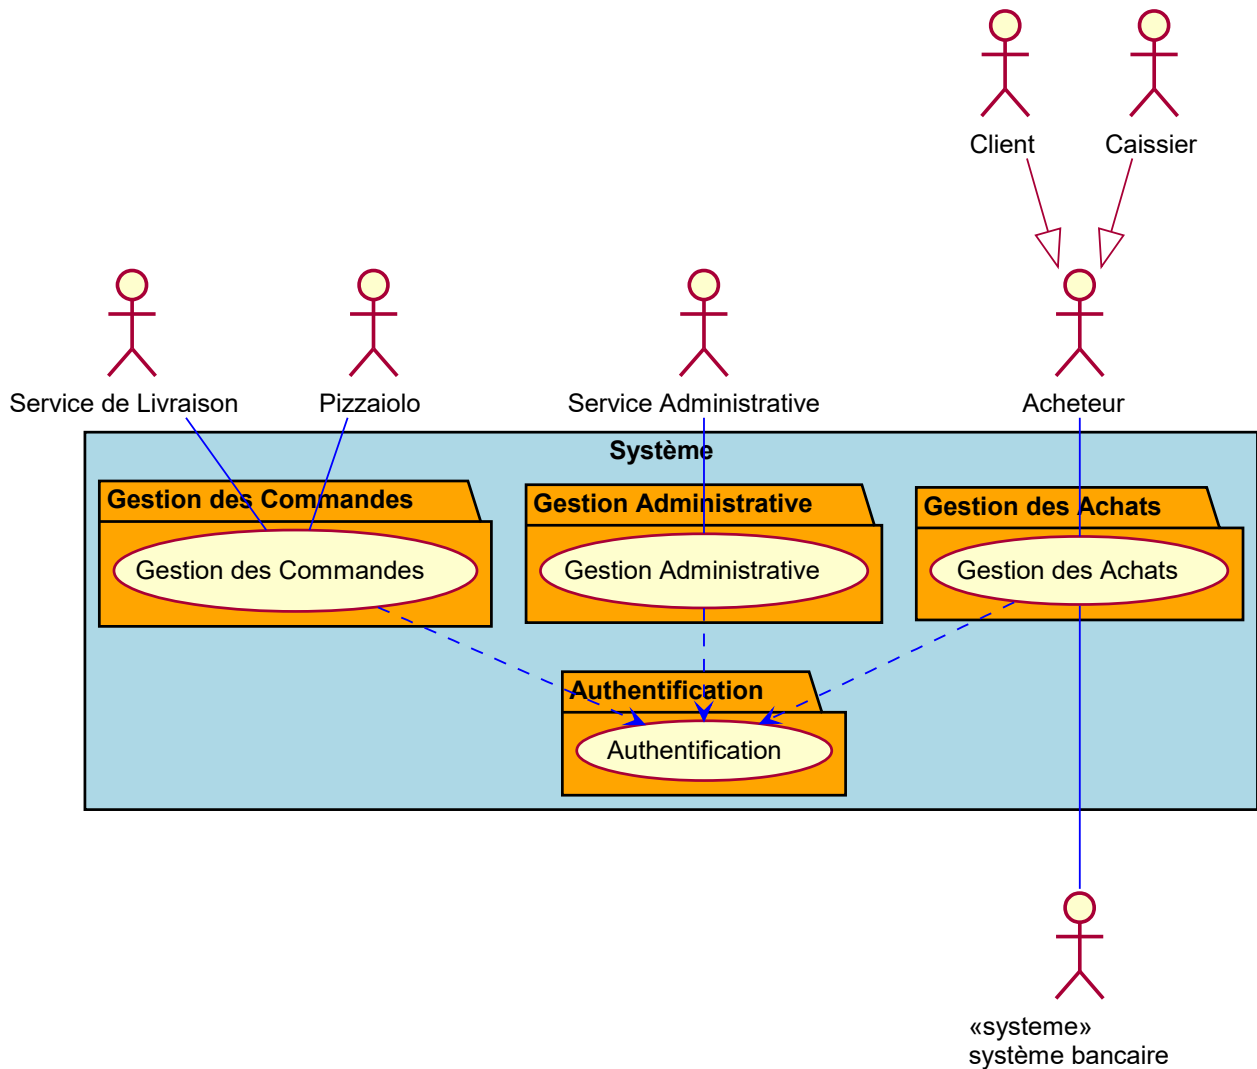 Client
Caissier
Service de Livraison
Pizzaiolo
Service Administrative
Acheteur
Système
Gestion des Commandes
Gestion Administrative
Gestion des Achats
Gestion des Commandes
Gestion Administrative
Gestion des Achats
Authentification
Authentification
«systeme»
système bancaire